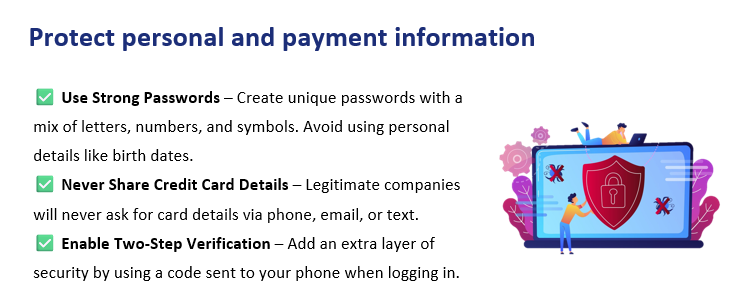 Protect personal and payment information
✅ Use Strong Passwords – Create unique passwords with a
mix of letters, numbers, and symbols. Avoid using personal
details like birth dates.
✅ Never Share Credit Card Details – Legitimate companies
will never ask for card details via phone, email, or text.
✅ Enable Two-Step Verification – Add an extra layer of
security by using a code sent to your phone when logging in.